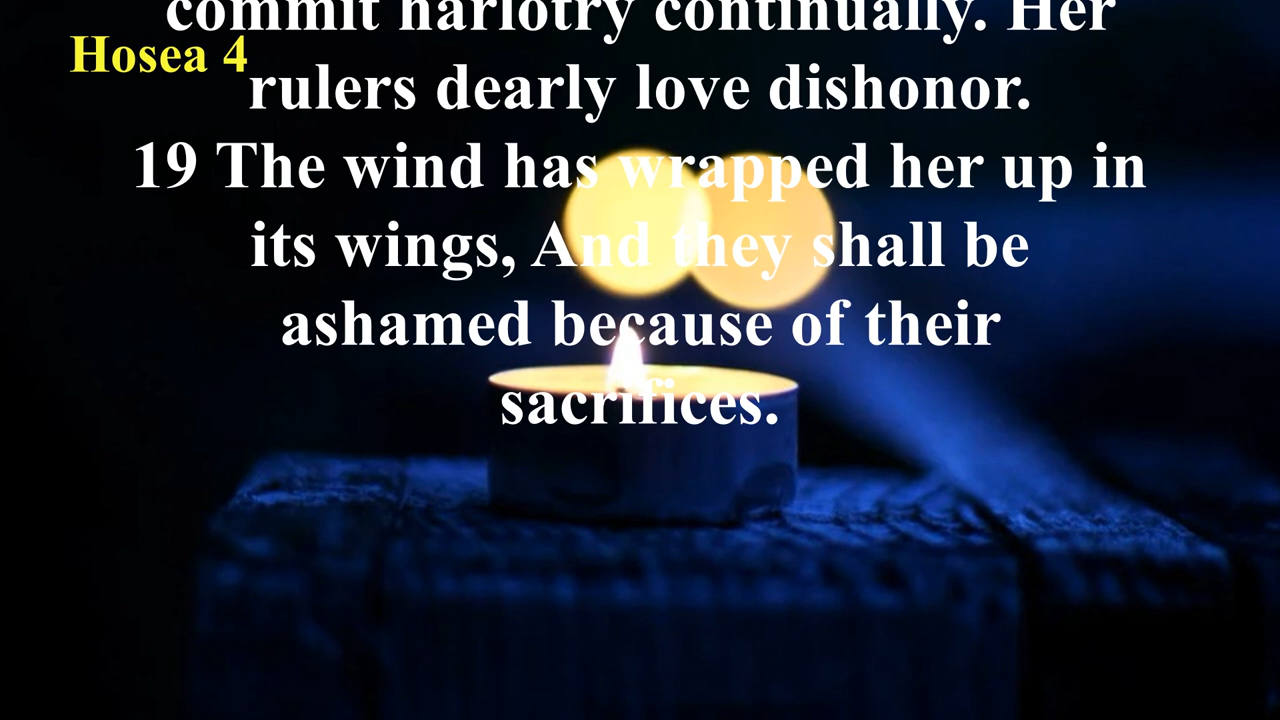 commit harlotry continually. Her
Hosea 4
rulers dearly love dishonor.
19 The wind has wrapped her up in
its wings, And they shall be
ashamed because of their
sacrifices.